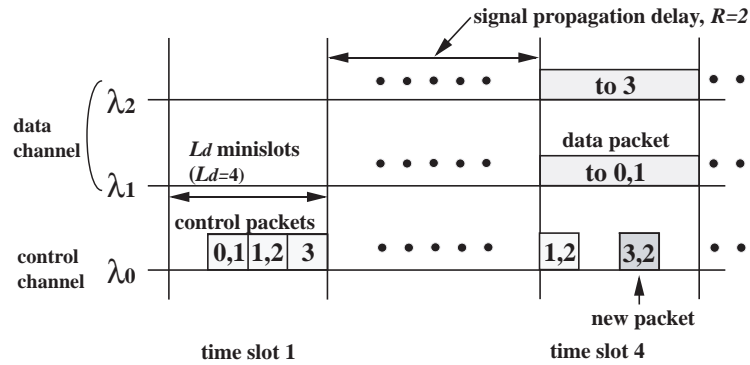 signal propagation delay, R=2
λ2
to 3
data
channel
Ld minislots
(Ld=4)
data packet
λ1
to 0,1
control packets
control
channel
λ0
0,1 1,2 3
1,2
3,2
new packet
time slot 1
time slot 4